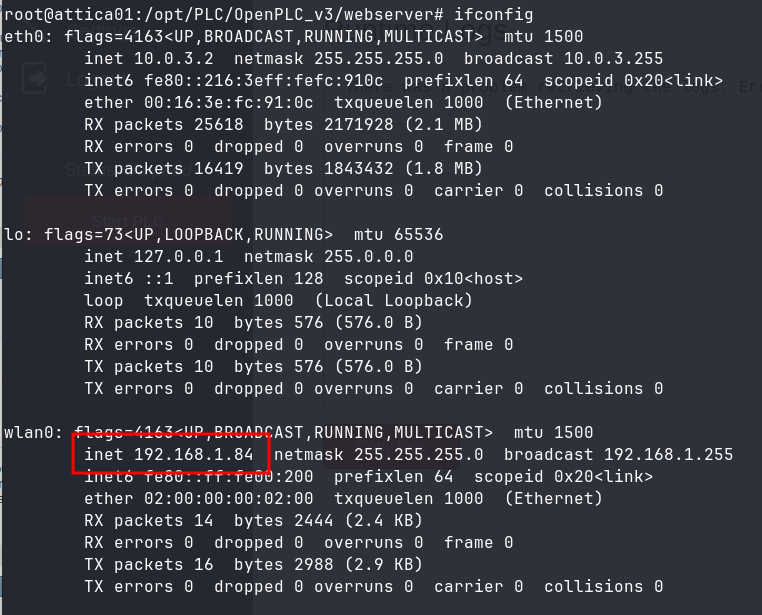 root@attica01:/opt/PLC/OpenPLC_v3/webserver# ifconfig
eth0: flags=4163<UP,BROADCAST,RUNNING,MULTICAST>  mtu 1500
        inet 10.0.3.2  netmask 255.255.255.0  broadcast 10.0.3.255
        inet6 fe80::216:3eff:fefc:910c  prefixlen 64  scopeid 0x20<link>
        ether 00:16:3e:fc:91:0c  txqueuelen 1000  (Ethernet)
        RX packets 25618  bytes 2171928 (2.1 MB)
        RX errors 0  dropped 0  overruns 0  frame 0
        TX packets 16419  bytes 1843432 (1.8 MB)
        TX errors 0  dropped 0 overruns 0  carrier 0  collisions 0

lo: flags=73<UP,LOOPBACK,RUNNING>  mtu 65536
        inet 127.0.0.1  netmask 255.0.0.0
        inet6 ::1  prefixlen 128  scopeid 0x10<host>
        loop  txqueuelen 1000  (Local Loopback)
        RX packets 10  bytes 576 (576.0 B)
        RX errors 0  dropped 0  overruns 0  frame 0
        TX packets 10  bytes 576 (576.0 B)
        TX errors 0  dropped 0 overruns 0  carrier 0  collisions 0

wlan0: flags=4163<UP,BROADCAST,RUNNING,MULTICAST>  mtu 1500
        inet 192.168.1.84  netmask 255.255.255.0  broadcast 192.168.1.255
        inet6 fe80::ff:fe00:200  prefixlen 64  scopeid 0x20<link>
        ether 02:00:00:00:02:00  txqueuelen 1000  (Ethernet)
        RX packets 14  bytes 2444 (2.4 KB)
        RX errors 0  dropped 0  overruns 0  frame 0
        TX packets 16  bytes 2988 (2.9 KB)
        TX errors 0  dropped 0 overruns 0  carrier 0  collisions 0
Start PLC